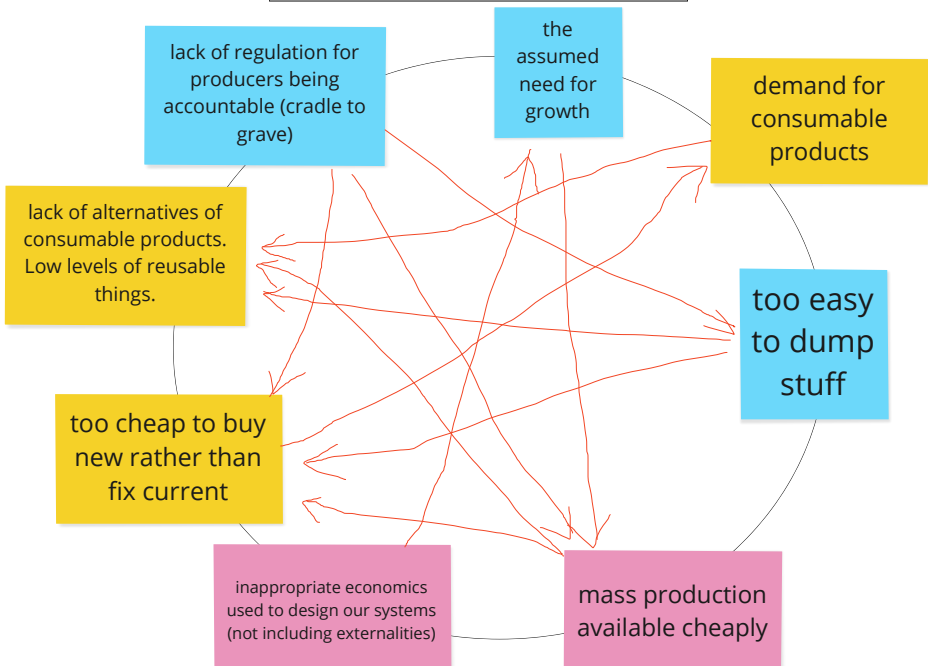 the
assumed
need for
growth
lack of regulation for
producers being
accountable (cradle to
grave)
demand for
consumable
products
lack of alternatives of
consumable products.
Low levels of reusable
things.
too easy
to dump
stuff
too cheap to buy
new rather than
fix current
inappropriate economics
used to design our systems
(not including externalities)
mass production
available cheaply